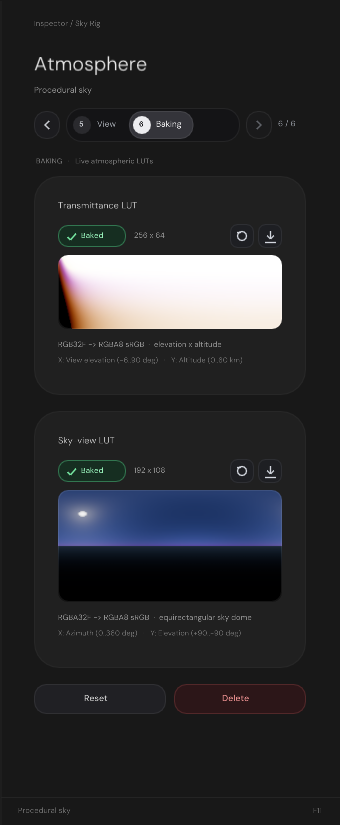 Inspector / Sky Rig
Atmosphere
Procedural sky
5 View 6 Baking 6 / 6
BAKING · Live atmospheric LUTs
Transmittance LUT
Baked 256 x 64
RGB32F -> RGBA8 sRGB · elevation x altitude
X: View elevation (-6..90 deg) Y: Altitude (0..60 km)
Sky view LUT
Baked 192 x 108
RGBA32F -> RGBA8 sRGB · equirectangular sky dome
X: Azimuth (0..360 deg) Y: Elevation (+90..-90 deg)
Reset Delete
Procedural sky